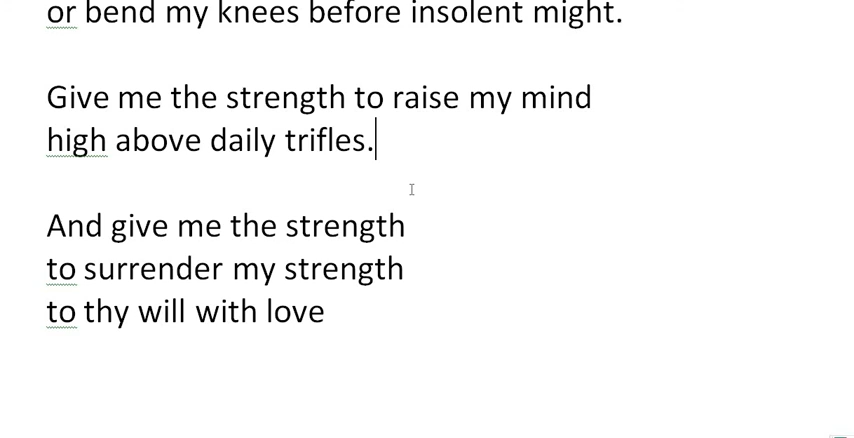 or bend my knees before insolent might.
Give me the strength to raise my mind
high above daily trifles.
And give me the strength
to surrender my strength
to thy will with love